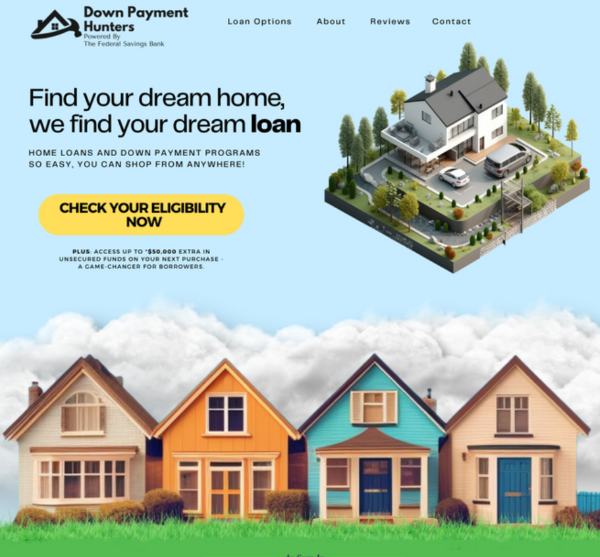 Down Payment
Hunters
Powered By
The Federal Savings Bank
Loan Options
About
Reviews
Contact
Find your dream home,
we find your dream loan
HOME LOANS AND DOWN PAYMENT PROGRAMS
SO EASY, YOU CAN SHOP FROM ANYWHERE!
CHECK YOUR ELIGIBILITY
NOW
PLUS: ACCESS UP TO *$50,000 EXTRA IN
UNSECURED FUNDS ON YOUR NEXT PURCHASE -
A GAME-CHANGER FOR BORROWERS.